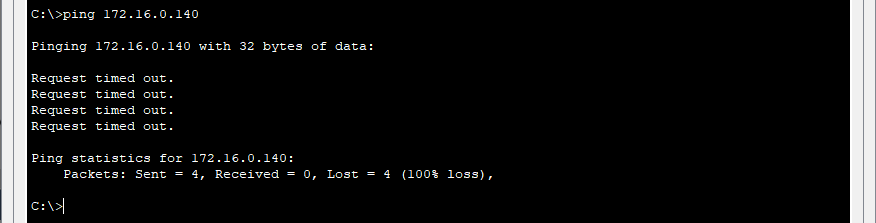 C:\>ping 172.16.0.140
Pinging 172.16.0.140 with 32 bytes of data:
Request timed out.
Request timed out.
Request timed out.
Request timed out.
Ping statistics for 172.16.0.140:
    Packets: Sent = 4, Received = 0, Lost = 4 (100% loss),
C:\>